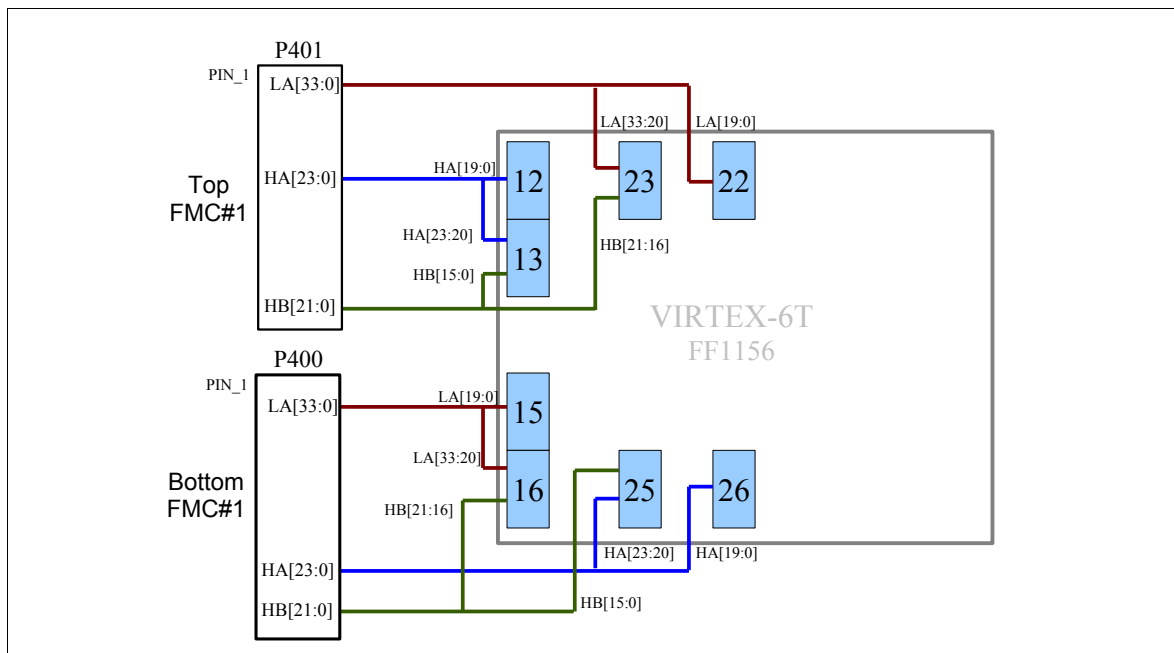 P401
PIN_1
LA[33:0]
LA[33:20]
LA[19:0]
HA[19:0]
12
23
22
Top
FMC#1
HA[23:0]
HA[23:20]
13
HB[21:16]
HB[15:0]
HB[21:0]
VIRTEX-6T
FF1156
P400
PIN_1
LA[33:0]
LA[19:0]
15
LA[33:20]
Bottom
FMC#1
16
25
26
HB[21:16]
HA[23:20]
HA[19:0]
HA[23:0]
HB[21:0]
HB[15:0]